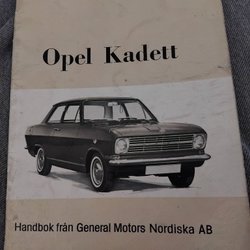 Opel Kadett
Handbok från General Motors Nordiska AB